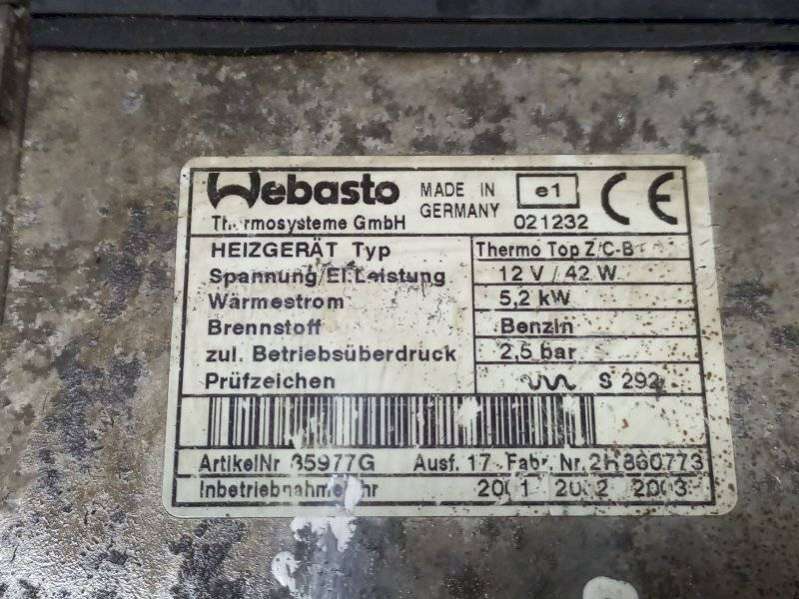 Webasto
Thermosysteme GmbH
MADE IN
GERMANY
e1
021232
CE
HEIZGERÄT Typ Thermo Top Z/C-B
Spannung/El.Leistung 12 V / 42 W
Wärmestrom 5,2 kW
Brennstoff Benzin
zul. Betriebsüberdruck 2,5 bar
Prüfzeichen S 292
ArtikelNr Ausf. 17 Fabr. Nr. 2H860773
Inbetriebnahmejahr 2001 2002 2003